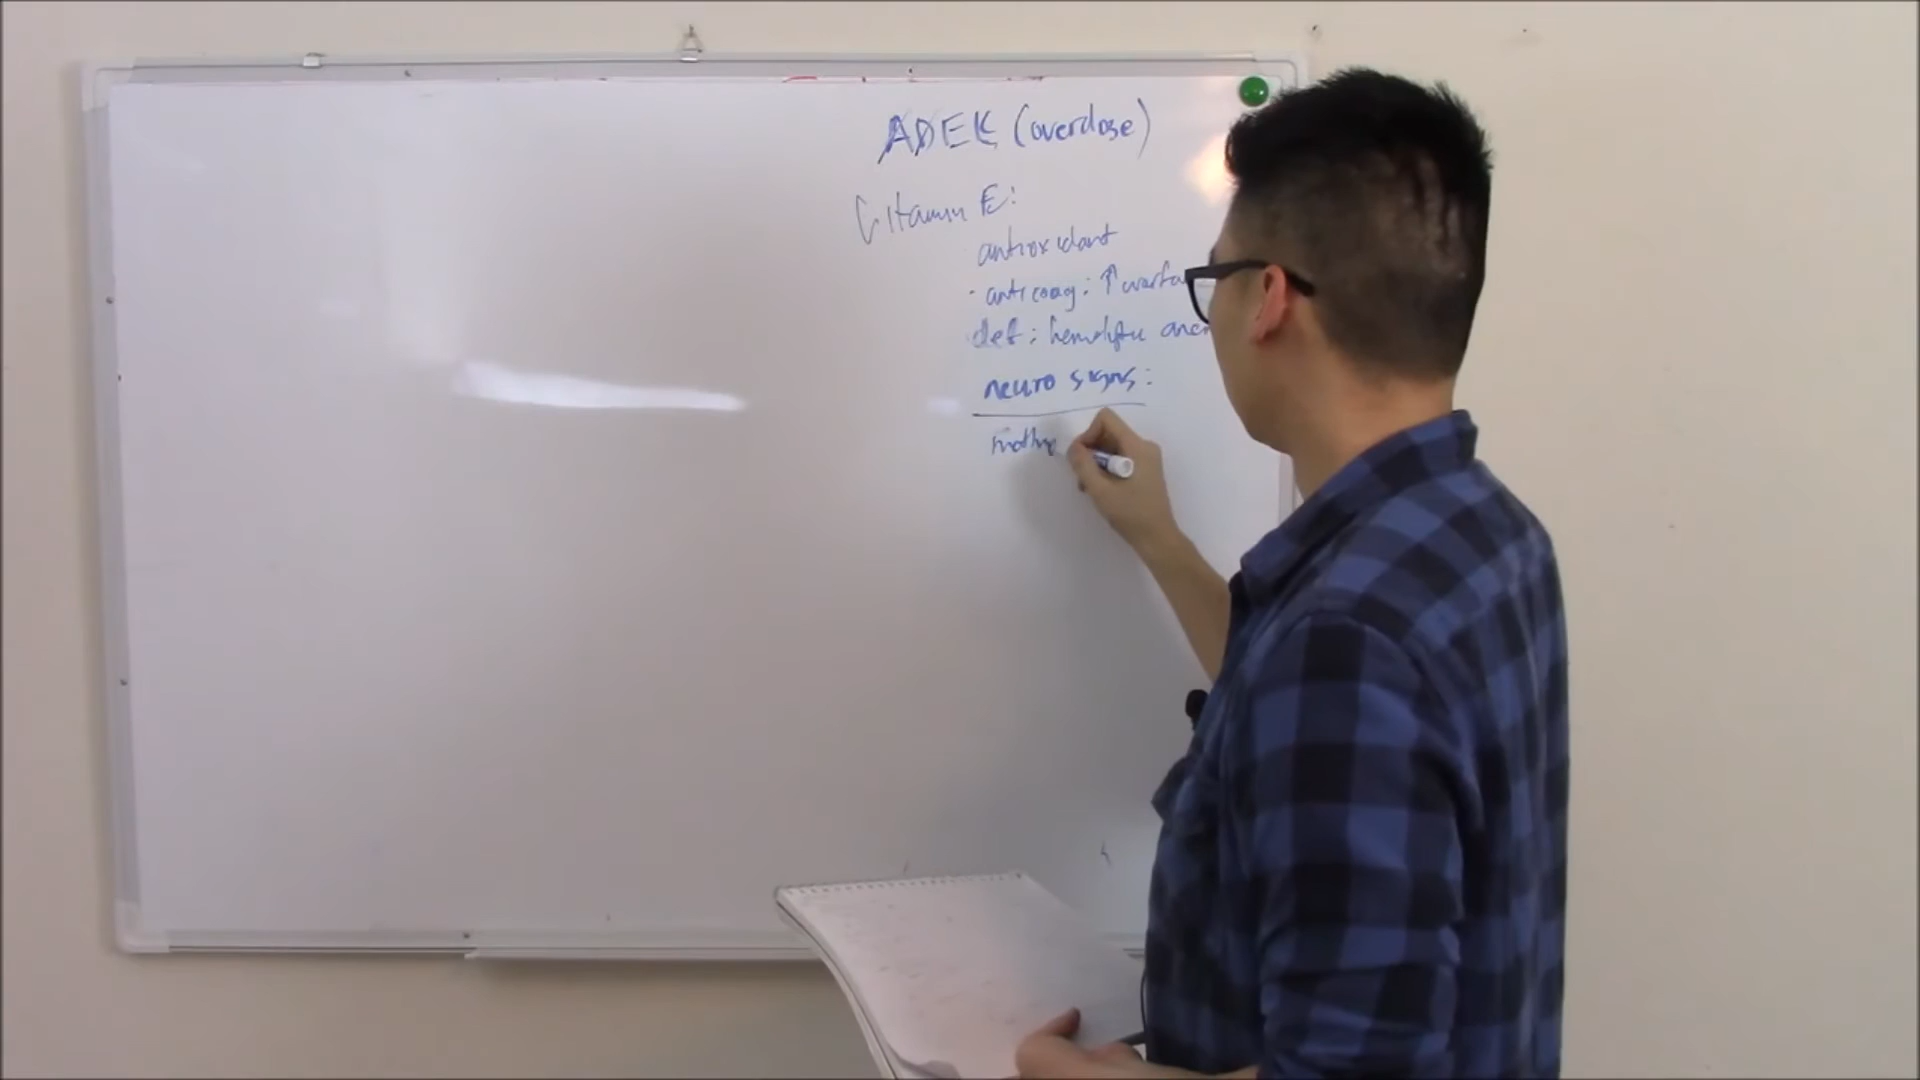 ADEK (overdose)
Vitamin E:
antioxidant
· anticoag: ↑ warfa
def: hemolytic anem
neuro signs: